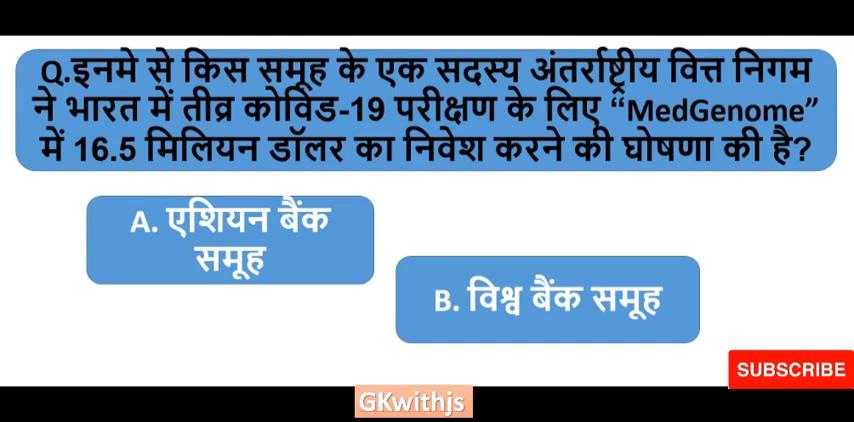 Q.इनमे से किस समूह के एक सदस्य अंतर्राष्ट्रीय वित्त निगम
ने भारत में तीव्र कोविड-19 परीक्षण के लिए “MedGenome”
में 16.5 मिलियन डॉलर का निवेश करने की घोषणा की है?
A. एशियन बैंक
समूह
B. विश्व बैंक समूह
SUBSCRIBE
GKwithjs